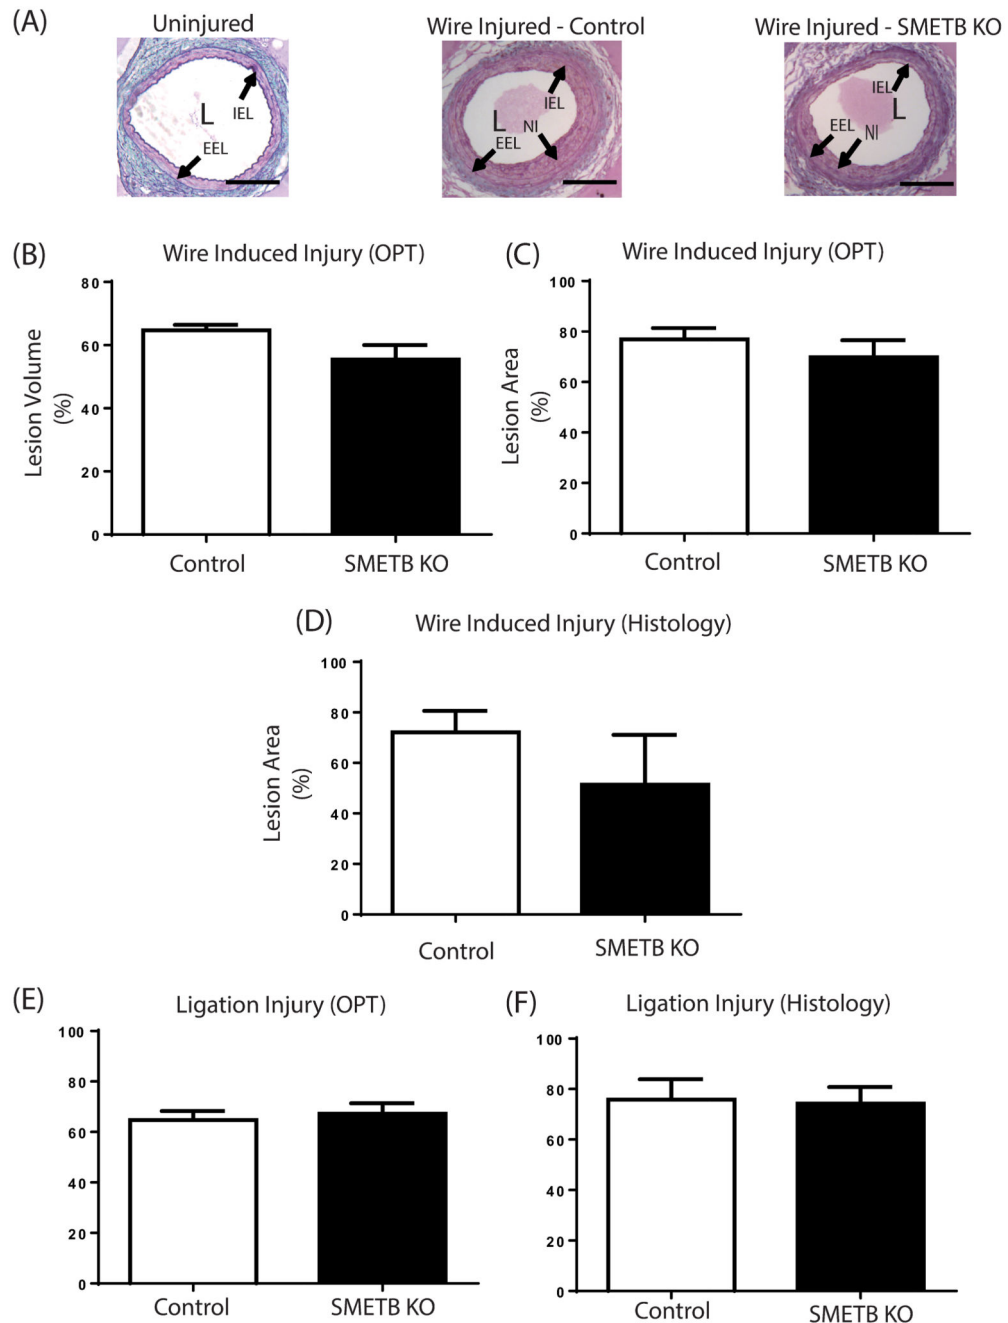 (A)
Uninjured
Wire Injured - Control
Wire Injured - SMETB KO
L
IEL
EEL
L
IEL
NI
EEL
IEL
L
EEL
NI
(B)
Wire Induced Injury (OPT)
Lesion Volume
(%)
80
60
40
20
0
Control
SMETB KO
(C)
Wire Induced Injury (OPT)
Lesion Area
(%)
100
80
60
40
20
0
Control
SMETB KO
(D)
Wire Induced Injury (Histology)
Lesion Area
(%)
100
80
60
40
20
0
Control
SMETB KO
(E)
Ligation Injury (OPT)
100
80
60
40
20
0
Control
SMETB KO
(F)
Ligation Injury (Histology)
100
80
60
40
20
0
Control
SMETB KO